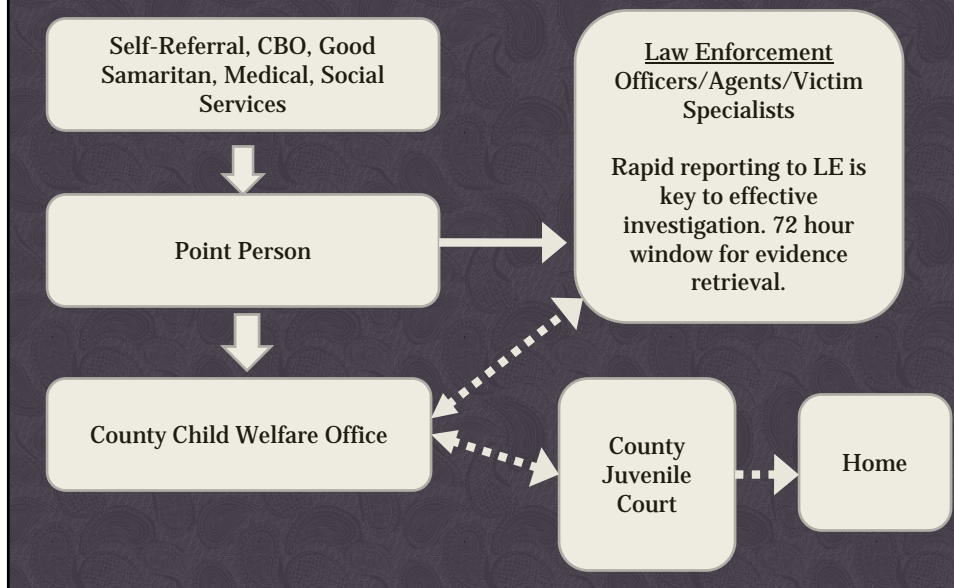 Self-Referral, CBO, Good
Samaritan, Medical, Social
Services
Law Enforcement
Officers/Agents/Victim
Specialists
Rapid reporting to LE is
key to effective
investigation. 72 hour
window for evidence
retrieval.
Point Person
County Child Welfare Office
County
Juvenile
Court
Home